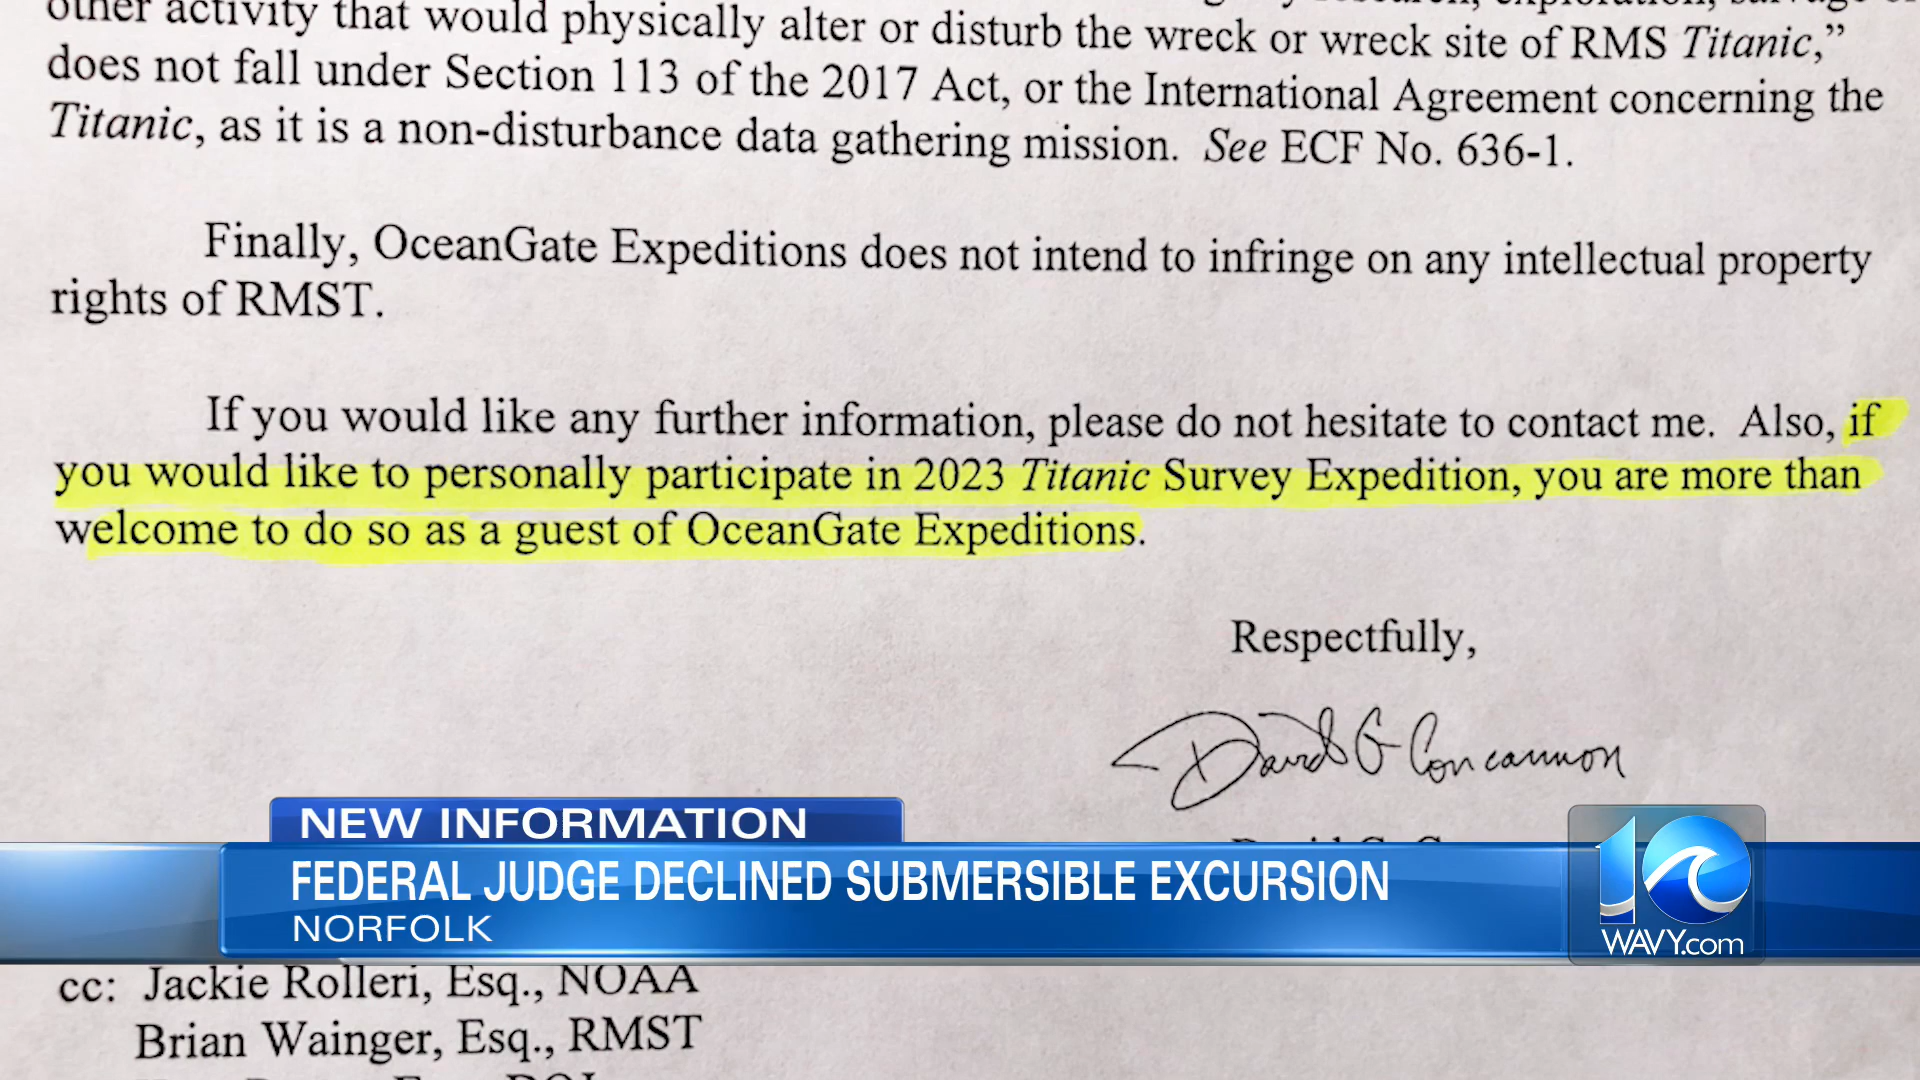 other activity that would physically alter or disturb the wreck or wreck site of RMS Titanic,”
does not fall under Section 113 of the 2017 Act, or the International Agreement concerning the
Titanic, as it is a non-disturbance data gathering mission. See ECF No. 636-1.
Finally, OceanGate Expeditions does not intend to infringe on any intellectual property
rights of RMST.
If you would like any further information, please do not hesitate to contact me. Also, if
you would like to personally participate in 2023 Titanic Survey Expedition, you are more than
welcome to do so as a guest of OceanGate Expeditions.
Respectfully,
David G Concannon
NEW INFORMATION
FEDERAL JUDGE DECLINED SUBMERSIBLE EXCURSION
NORFOLK
10
WAVY.com
cc: Jackie Rolleri, Esq., NOAA
Brian Wainger, Esq., RMST